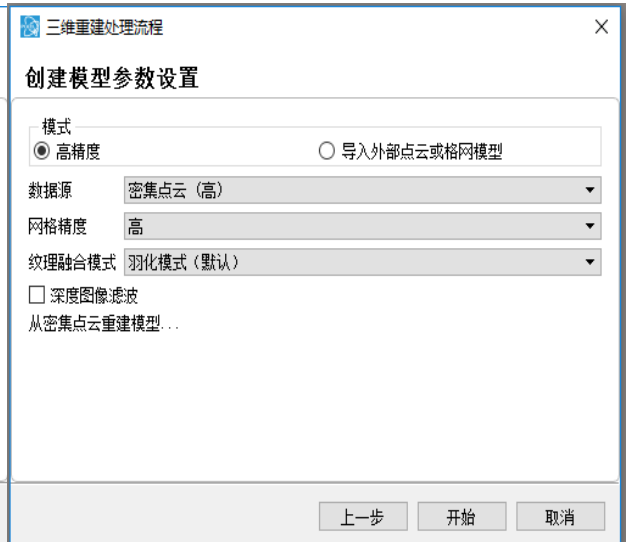 三维重建处理流程
创建模型参数设置
模式
高精度 导入外部点云或格网模型
数据源 密集点云（高）
网格精度 高
纹理融合模式 羽化模式（默认）
深度图像滤波
从密集点云重建模型...
上一步 开始 取消